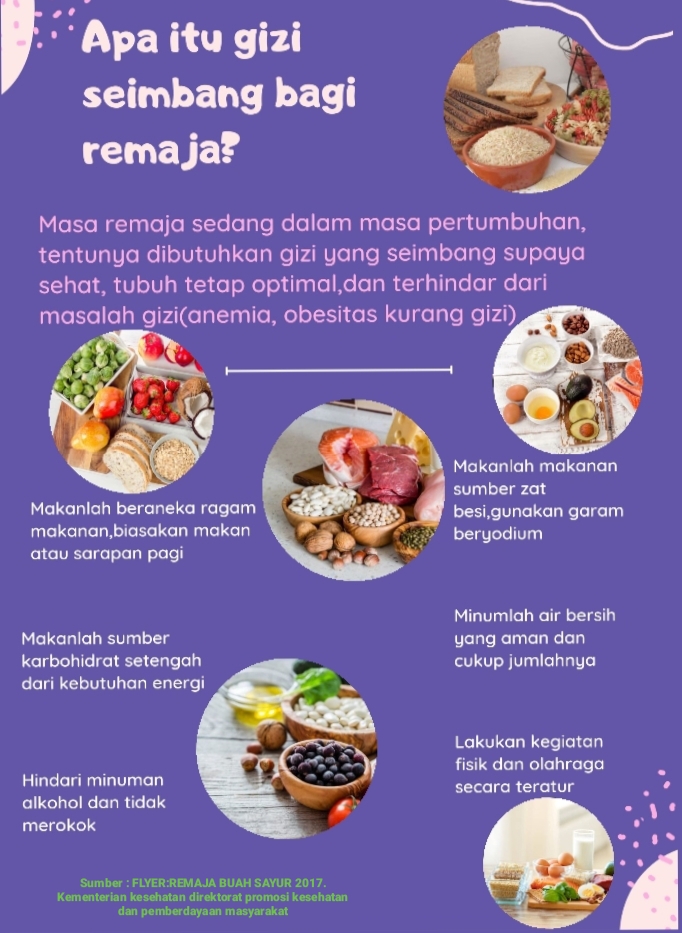 Apa itu gizi
seimbang bagi
remaja?
Masa remaja sedang dalam masa pertumbuhan,
tentunya dibutuhkan gizi yang seimbang supaya
sehat, tubuh tetap optimal,dan terhindar dari
masalah gizi(anemia, obesitas kurang gizi)
Makanlah beraneka ragam
makanan,biasakan makan
atau sarapan pagi
Makanlah makanan
sumber zat
besi,gunakan garam
beryodium
Makanlah sumber
karbohidrat setengah
dari kebutuhan energi
Minumlah air bersih
yang aman dan
cukup jumlahnya
Hindari minuman
alkohol dan tidak
merokok
Lakukan kegiatan
fisik dan olahraga
secara teratur
Sumber : FLYER:REMAJA BUAH SAYUR 2017.
Kementerian kesehatan direktorat promosi kesehatan
dan pemberdayaan masyarakat